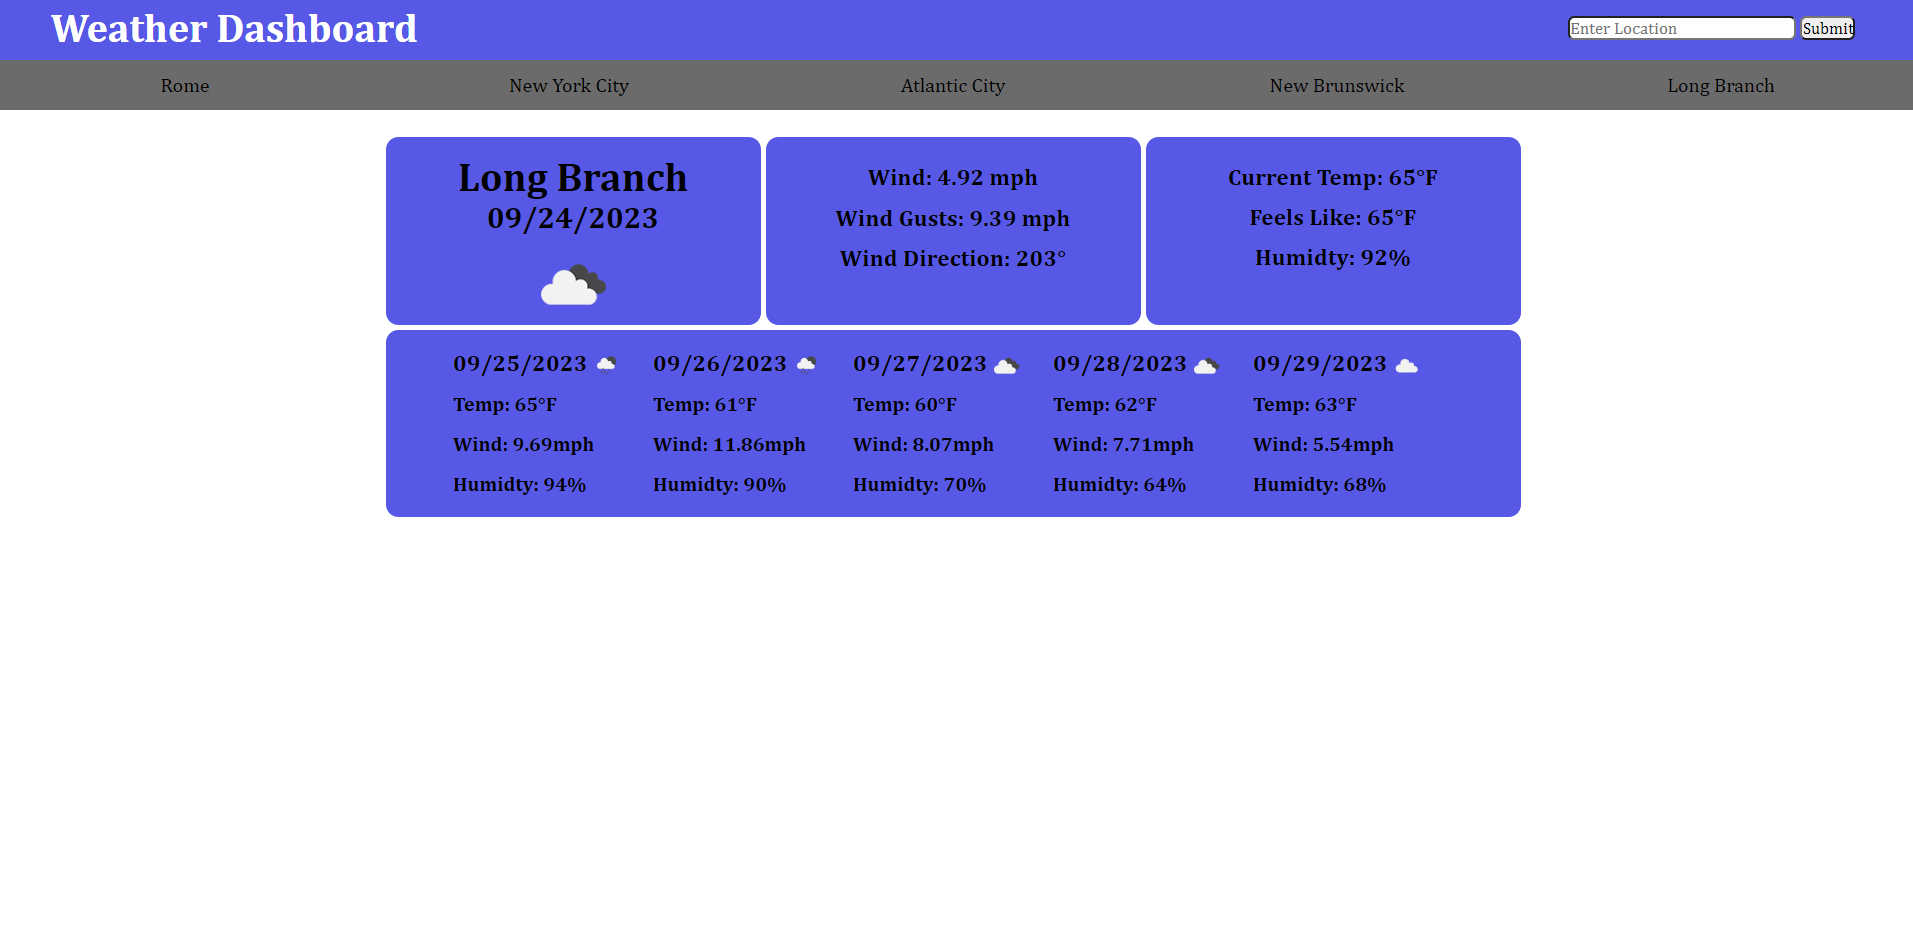 Weather Dashboard
Enter Location
Submit
Rome
New York City
Atlantic City
New Brunswick
Long Branch
Long Branch
09/24/2023
Wind: 4.92 mph
Wind Gusts: 9.39 mph
Wind Direction: 203°
Current Temp: 65°F
Feels Like: 65°F
Humidty: 92%
09/25/2023
Temp: 65°F
Wind: 9.69mph
Humidty: 94%
09/26/2023
Temp: 61°F
Wind: 11.86mph
Humidty: 90%
09/27/2023
Temp: 60°F
Wind: 8.07mph
Humidty: 70%
09/28/2023
Temp: 62°F
Wind: 7.71mph
Humidty: 64%
09/29/2023
Temp: 63°F
Wind: 5.54mph
Humidty: 68%